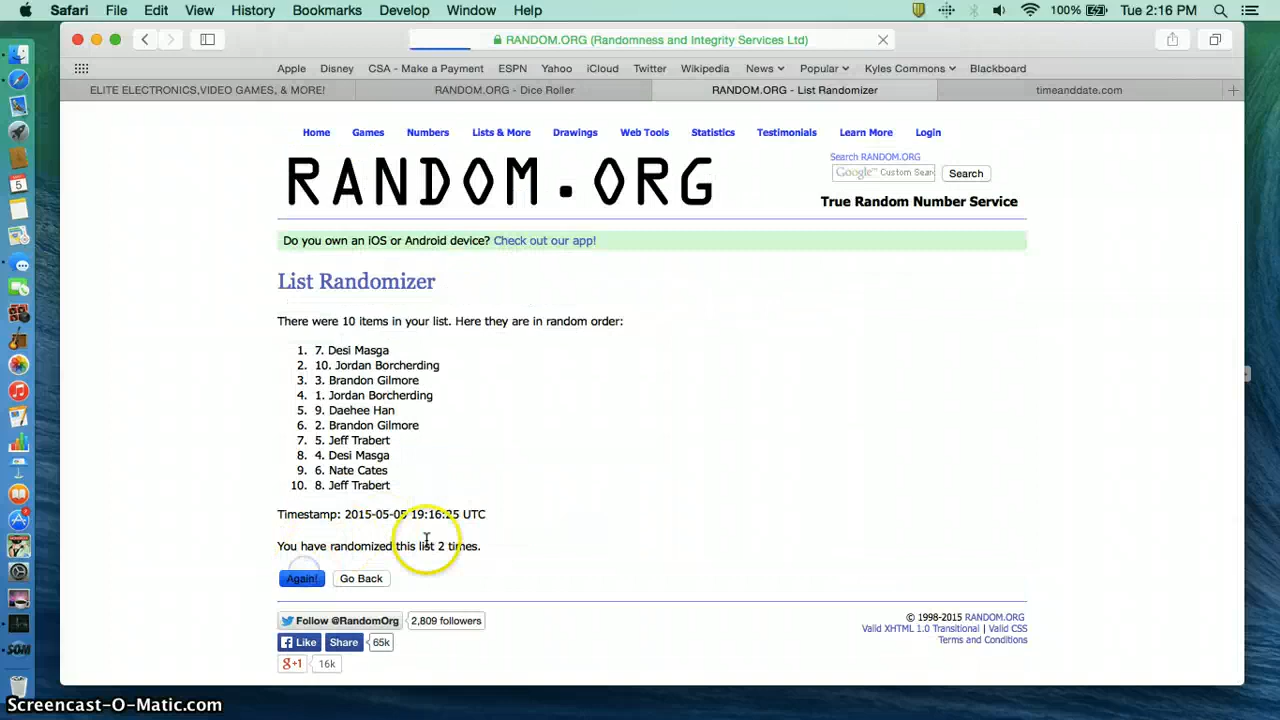 Safari File Edit View History Bookmarks Develop Window Help 100% Tue 2:16 PM
RANDOM.ORG (Randomness and Integrity Services Ltd)
Apple Disney CSA - Make a Payment ESPN Yahoo iCloud Twitter Wikipedia News Popular Kyles Commons Blackboard
ELITE ELECTRONICS,VIDEO GAMES, & MORE! RANDOM.ORG - Dice Roller RANDOM.ORG - List Randomizer timeanddate.com
Home Games Numbers Lists & More Drawings Web Tools Statistics Testimonials Learn More Login
RANDOM.ORG
Search RANDOM.ORG
Google™ Custom Sear Search
True Random Number Service
Do you own an iOS or Android device? Check out our app!
List Randomizer
There were 10 items in your list. Here they are in random order:
1. 7. Desi Masga
2. 10. Jordan Borcherding
3. 3. Brandon Gilmore
4. 1. Jordan Borcherding
5. 9. Daehee Han
6. 2. Brandon Gilmore
7. 5. Jeff Trabert
8. 4. Desi Masga
9. 6. Nate Cates
10. 8. Jeff Trabert
Timestamp: 2015-05-05 19:16:25 UTC
You have randomized this list 2 times.
Again! Go Back
Follow @RandomOrg 2,809 followers
Like Share 65k
g+1 16k
© 1998-2015 RANDOM.ORG
Valid XHTML 1.0 Transitional | Valid CSS
Terms and Conditions
5
SOM
Screencast-O-Matic.com